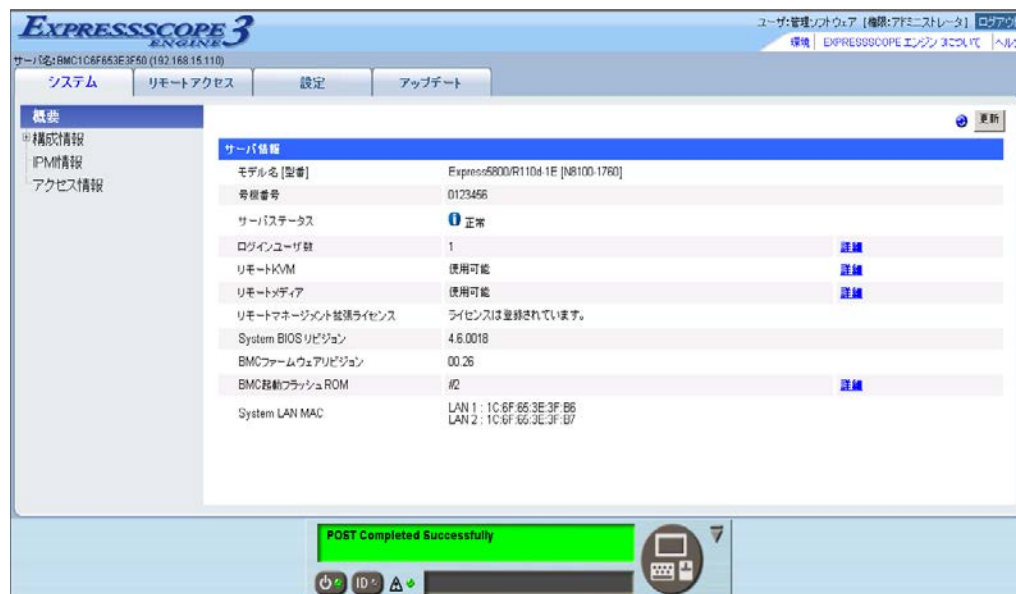 EXPRESSSCOPE
ENGINE 3
ユーザ:管理ソフトウェア [権限:アドミニストレータ] ログアウ
環境 EXPRESSSCOPE エンジン 3について ヘル
サーバ名:BMC1C6F653E3F50 (192.168.15.110)
システム リモートアクセス 設定 アップデート
概要
構成情報
IPMI情報
アクセス情報
更新
サーバ情報
モデル名 [型番] Express5800/R110d-1E [N8100-1760]
号機番号 0123456
サーバステータス 正常
ログインユーザ数 1 詳細
リモートKVM 使用可能 詳細
リモートメディア 使用可能 詳細
リモートマネージメント拡張ライセンス ライセンスは登録されています。
System BIOS リビジョン 4.6.0018
BMCファームウェアリビジョン 00.26
BMC起動フラッシュROM #2 詳細
System LAN MAC LAN 1 : 1C:6F:65:3E:3F:B6
LAN 2 : 1C:6F:65:3E:3F:B7
POST Completed Successfully
ID